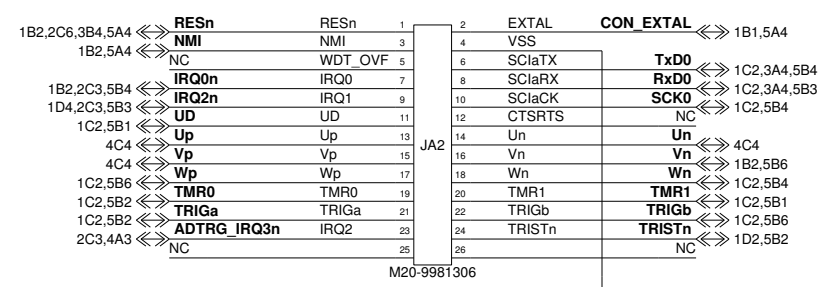 1B2,2C6,3B4,5A4 RESn RESn 1 2 EXTAL CON_EXTAL 1B1,5A4
1B2,5A4 NMI NMI 3 4 VSS
NC WDT_OVF 5 6 SCIaTX TxD0 1C2,3A4,5B4
1B2,2C3,5B4 IRQ0n IRQ0 7 8 SCIaRX RxD0 1C2,3A4,5B3
1D4,2C3,5B3 IRQ2n IRQ1 9 10 SCIaCK SCK0 1C2,5B4
1C2,5B1 UD UD 11 12 CTSRTS NC
4C4 Up Up 13 JA2 14 Un Un 4C4
4C4 Vp Vp 15 16 Vn Vn 1B2,5B6
1C2,5B6 Wp Wp 17 18 Wn Wn 1C2,5B4
1C2,5B2 TMR0 TMR0 19 20 TMR1 TMR1 1C2,5B1
1C2,5B2 TRIGa TRIGa 21 22 TRIGb TRIGb 1C2,5B6
2C3,4A3 ADTRG_IRQ3n IRQ2 23 24 TRISTn TRISTn 1D2,5B2
NC 25 26 NC
M20-9981306